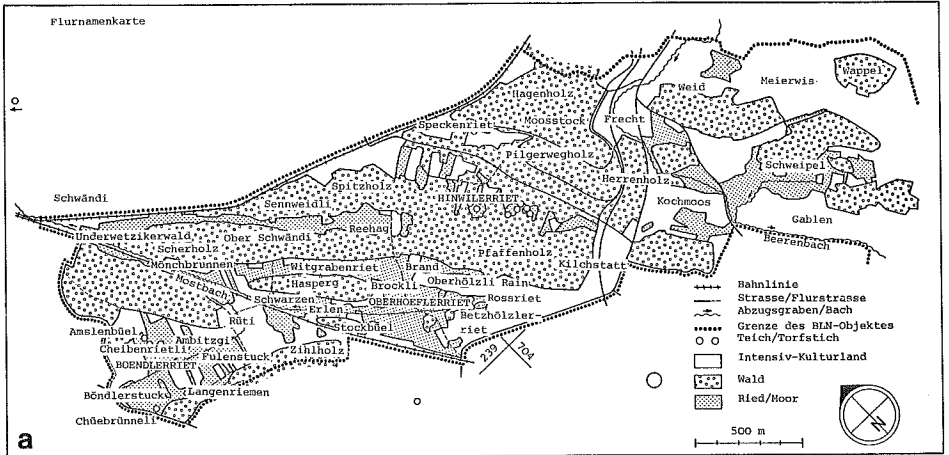 Flurnamenkarte
Wappel
Meierwis
Weid
Hagenholz
Moosstock
Frecht
Speckenriet
Pilgerwegholz
Schweipel
Herrenholz
Spitzholz
Schwändi
Sennweidli
HINWILERRIET
Kochmoos
Gablen
Reehag
Underwetzikerwald
Ober Schwändi
Beerenbach
Scherholz
Pfaffenholz
Kilchstatt
Mönchbrunnen
Witgrabenriet
Brand
Mostbach
Hasperg
Bröckli
Oberhölzli Rain
Schwarzen
OBERHOEFLERRIET
Rossriet
Erlen
Betzhölzler-
riet
Rüti
Stockbüel
Amslenbüel
Ambitzgi
Cheibenrietli
Zihlholz
Fulenstuck
BOENDLERRIET
239
704
Böndlerstuck
Langenriemen
Chüebrünneli
Bahnlinie
Strasse/Flurstrasse
Abzugsgraben/Bach
Grenze des BLN-Objektes
Teich/Torfstich
Intensiv-Kulturland
Wald
Ried/Moor
500 m
N
a